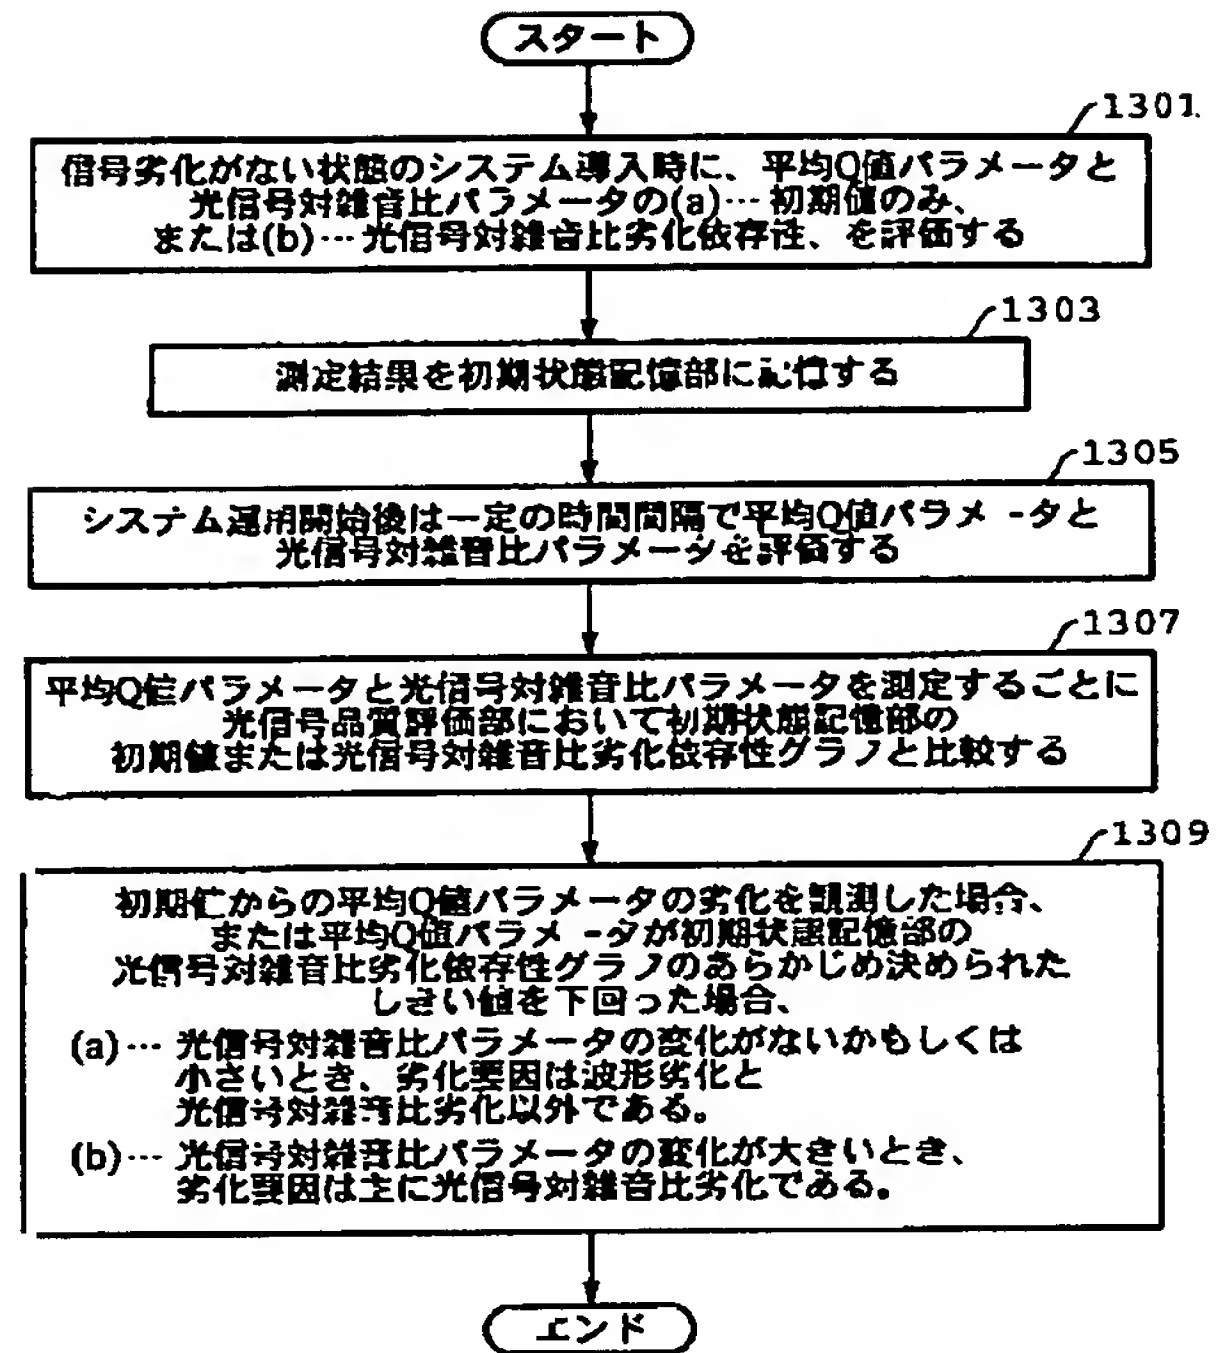 スタート
1301
信号劣化がない状態のシステム導入時に、平均Q値パラメータと
光信号対雑音比パラメータの(a)… 初期値のみ、
または(b)… 光信号対雑音比劣化依存性、を評価する
1303
測定結果を初期状態記憶部に記憶する
1305
システム運用開始後は一定の時間間隔で平均Q値パラメータと
光信号対雑音比パラメータを評価する
1307
平均Q値パラメータと光信号対雑音比パラメータを測定するごとに
光信号品質評価部において初期状態記憶部の
初期値または光信号対雑音比劣化依存性グラフと比較する
1309
初期値からの平均Q値パラメータの劣化を観測した場合、
または平均Q値パラメータが初期状態記憶部の
光信号対雑音比劣化依存性グラフのあらかじめ決められた
しきい値を下回った場合、
(a)… 光信号対雑音比パラメータの変化がないかもしくは
小さいとき、劣化要因は波形劣化と
光信号対雑音比劣化以外である。
(b)… 光信号対雑音比パラメータの変化が大きいとき、
劣化要因は主に光信号対雑音比劣化である。
エンド